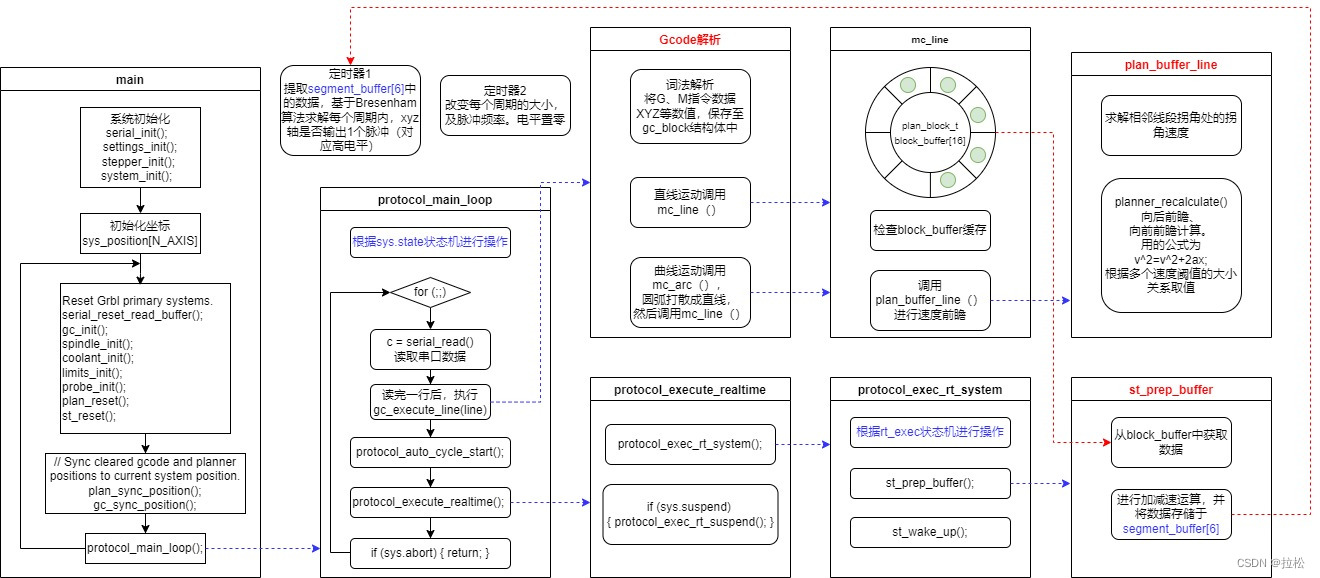 main
系统初始化
serial_init();
settings_init();
stepper_init();
system_init();
初始化坐标
sys_position[N_AXIS]
Reset Grbl primary systems.
serial_reset_read_buffer();
gc_init();
spindle_init();
coolant_init();
limits_init();
probe_init();
plan_reset();
st_reset();
// Sync cleared gcode and planner
positions to current system position.
plan_sync_position();
gc_sync_position();
protocol_main_loop();
定时器1
提取segment_buffer[6]中
的数据，基于Bresenham
算法求解每个周期内，xyz
轴是否输出1个脉冲（对
应高电平）
定时器2
改变每个周期的大小，
及脉冲频率。电平置零
protocol_main_loop
根据sys.state状态机进行操作
for (;;)
c = serial_read()
读取串口数据
读完一行后，执行
gc_execute_line(line)
protocol_auto_cycle_start();
protocol_execute_realtime();
if (sys.abort) { return; }
Gcode解析
词法解析
将G、M指令数据
XYZ等数值，保存至
gc_block结构体中
直线运动调用
mc_line（）
曲线运动调用
mc_arc（），
圆弧打散成直线，
然后调用mc_line（）
mc_line
plan_block_t
block_buffer[16]
检查block_buffer缓存
调用
plan_buffer_line（）
进行速度前瞻
plan_buffer_line
求解相邻线段拐角处的拐
角速度
planner_recalculate()
向后前瞻、
向前前瞻计算。
用的公式为
v^2=v^2+2ax;
根据多个速度阈值的大小
关系取值
protocol_execute_realtime
protocol_exec_rt_system();
if (sys.suspend)
{ protocol_exec_rt_suspend(); }
protocol_exec_rt_system
根据rt_exec状态机进行操作
st_prep_buffer();
st_wake_up();
st_prep_buffer
从block_buffer中获取
数据
进行加减速运算，并
将数据存储于
segment_buffer[6]
CSDN @拉松